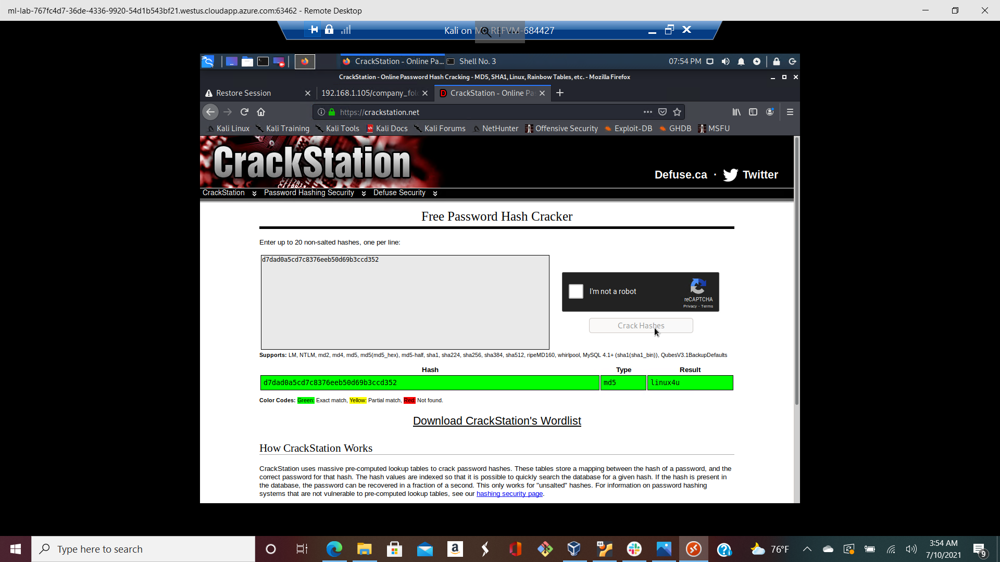 ml-lab-767fc4d7-36de-4336-9920-54d1b543bf21.westus.cloudapp.azure.com:63462 - Remote Desktop
Kali on M -REFVM-684427
CrackStation - Online Pa... Shell No. 3 07:54 PM
CrackStation - Online Password Hash Cracking - MD5, SHA1, Linux, Rainbow Tables, etc. - Mozilla Firefox
Restore Session 192.168.1.105/company_fol CrackStation - Online Pa
https://crackstation.net
Kali Linux Kali Training Kali Tools Kali Docs Kali Forums NetHunter Offensive Security Exploit-DB GHDB MSFU
CrackStation
Defuse.ca · Twitter
CrackStation Password Hashing Security Defuse Security
Free Password Hash Cracker
Enter up to 20 non-salted hashes, one per line:
d7dad0a5cd7c8376eeb50d69b3ccd352
I'm not a robot
reCAPTCHA
Privacy - Terms
Crack Hashes
Supports: LM, NTLM, md2, md4, md5, md5(md5_hex), md5-half, sha1, sha224, sha256, sha384, sha512, ripeMD160, whirlpool, MySQL 4.1+ (sha1(sha1_bin)), QubesV3.1BackupDefaults
Hash Type Result
d7dad0a5cd7c8376eeb50d69b3ccd352 md5 linux4u
Color Codes: Green: Exact match, Yellow: Partial match, Red: Not found.
Download CrackStation's Wordlist
How CrackStation Works
CrackStation uses massive pre-computed lookup tables to crack password hashes. These tables store a mapping between the hash of a password, and the
correct password for that hash. The hash values are indexed so that it is possible to quickly search the database for a given hash. If the hash is present in
the database, the password can be recovered in a fraction of a second. This only works for "unsalted" hashes. For information on password hashing
systems that are not vulnerable to pre-computed lookup tables, see our hashing security page.
Type here to search
64
76°F
3:54 AM
7/10/2021
9